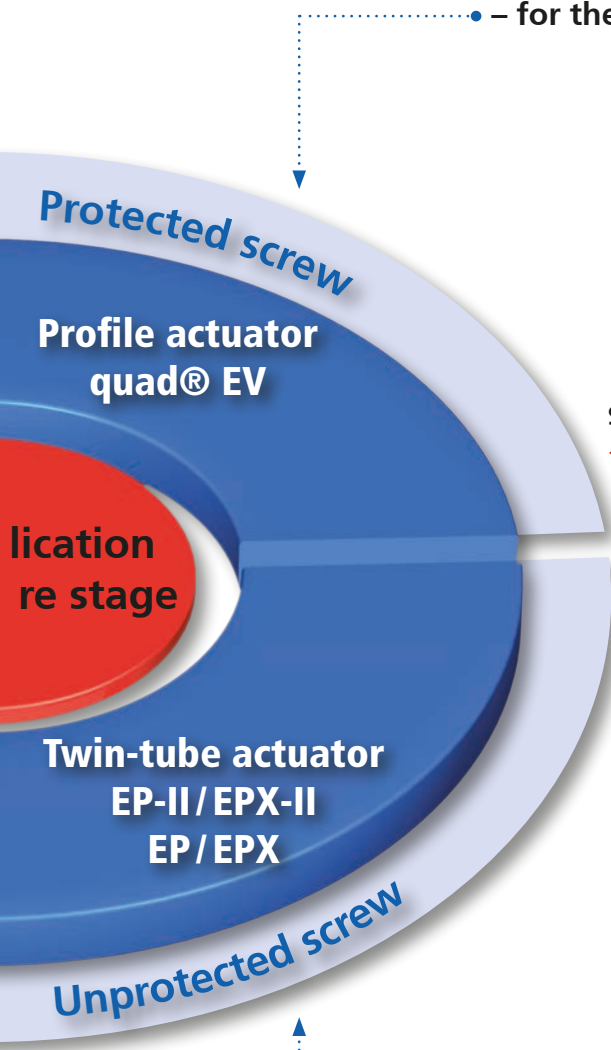 – for the
Protected screw
Profile actuator
quad® EV
lication
re stage
Twin-tube actuator
EP-II / EPX-II
EP / EPX
Unprotected screw